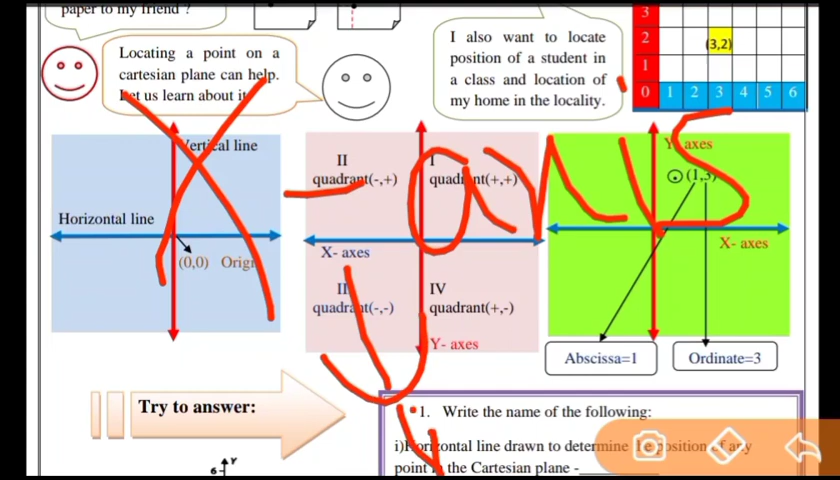 paper to my friend ?
Locating a point on a
cartesian plane can help.
Let us learn about it
I also want to locate
position of a student in
a class and location of
my home in the locality.
3
2
(3,2)
1
0 1 2 3 4 5 6
Vertical line
Horizontal line
(0,0) Origi
II
quadrant(-,+)
I
quadrant(+,+)
X- axes
II
quadrant(-,-)
IV
quadrant(+,-)
Y- axes
Y axes
(1,3)
X- axes
Abscissa=1
Ordinate=3
Try to answer:
6 Y
1. Write the name of the following:
i)Horizontal line drawn to determine the position of any
point in the Cartesian plane -